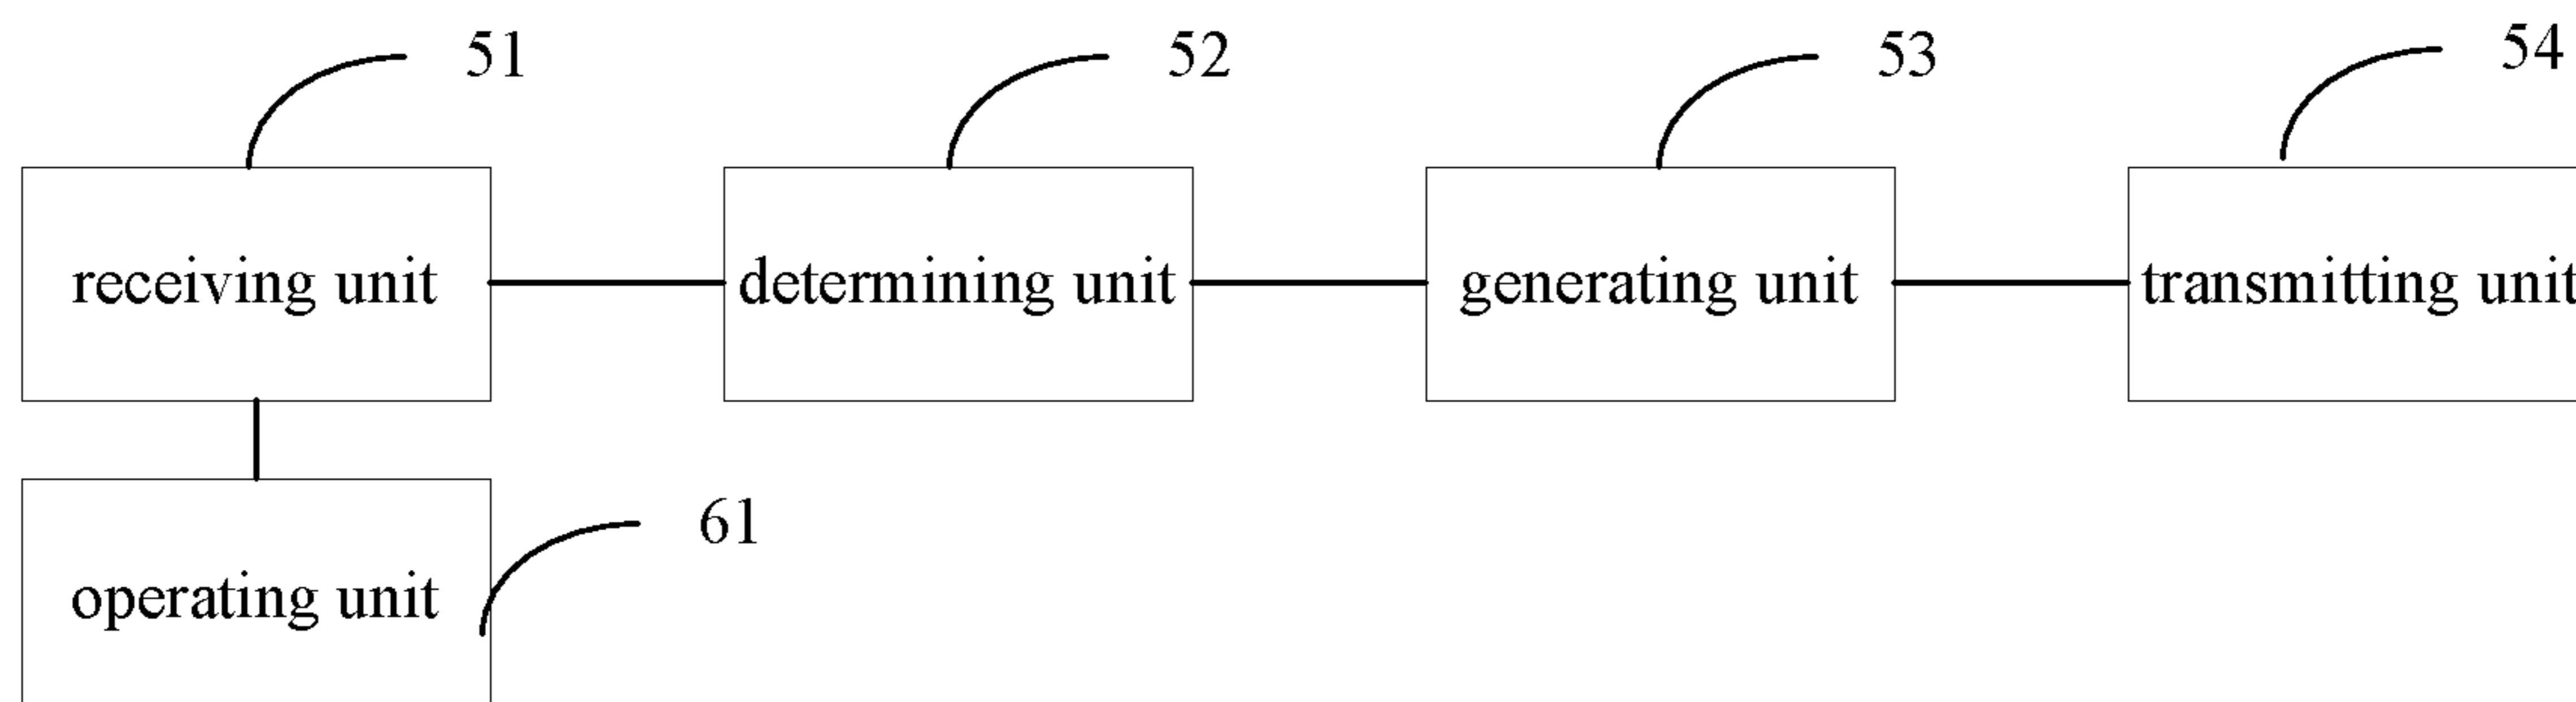 51 52 53 54
receiving unit determining unit generating unit transmitting unit
61
operating unit